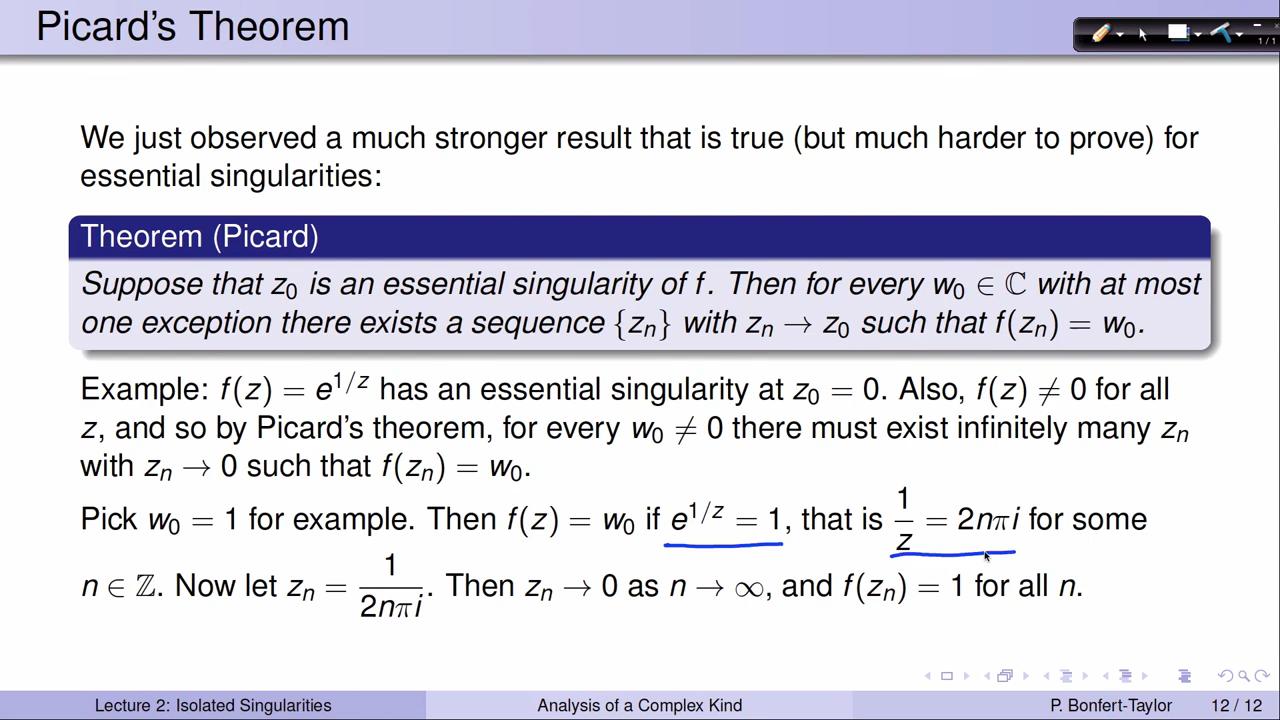 Picard's Theorem
1/1
We just observed a much stronger result that is true (but much harder to prove) for
essential singularities:
Theorem (Picard)
Suppose that z₀ is an essential singularity of f. Then for every w₀ ∈ ℂ with at most
one exception there exists a sequence {zₙ} with zₙ → z₀ such that f(zₙ) = w₀.
Example: f(z) = e^{1/z} has an essential singularity at z₀ = 0. Also, f(z) ≠ 0 for all
z, and so by Picard's theorem, for every w₀ ≠ 0 there must exist infinitely many zₙ
with zₙ → 0 such that f(zₙ) = w₀.
Pick w₀ = 1 for example. Then f(z) = w₀ if e^{1/z} = 1, that is 1/z = 2nπi for some
n ∈ ℤ. Now let zₙ = 1/(2nπi). Then zₙ → 0 as n → ∞, and f(zₙ) = 1 for all n.
Lecture 2: Isolated Singularities Analysis of a Complex Kind P. Bonfert-Taylor 12 / 12